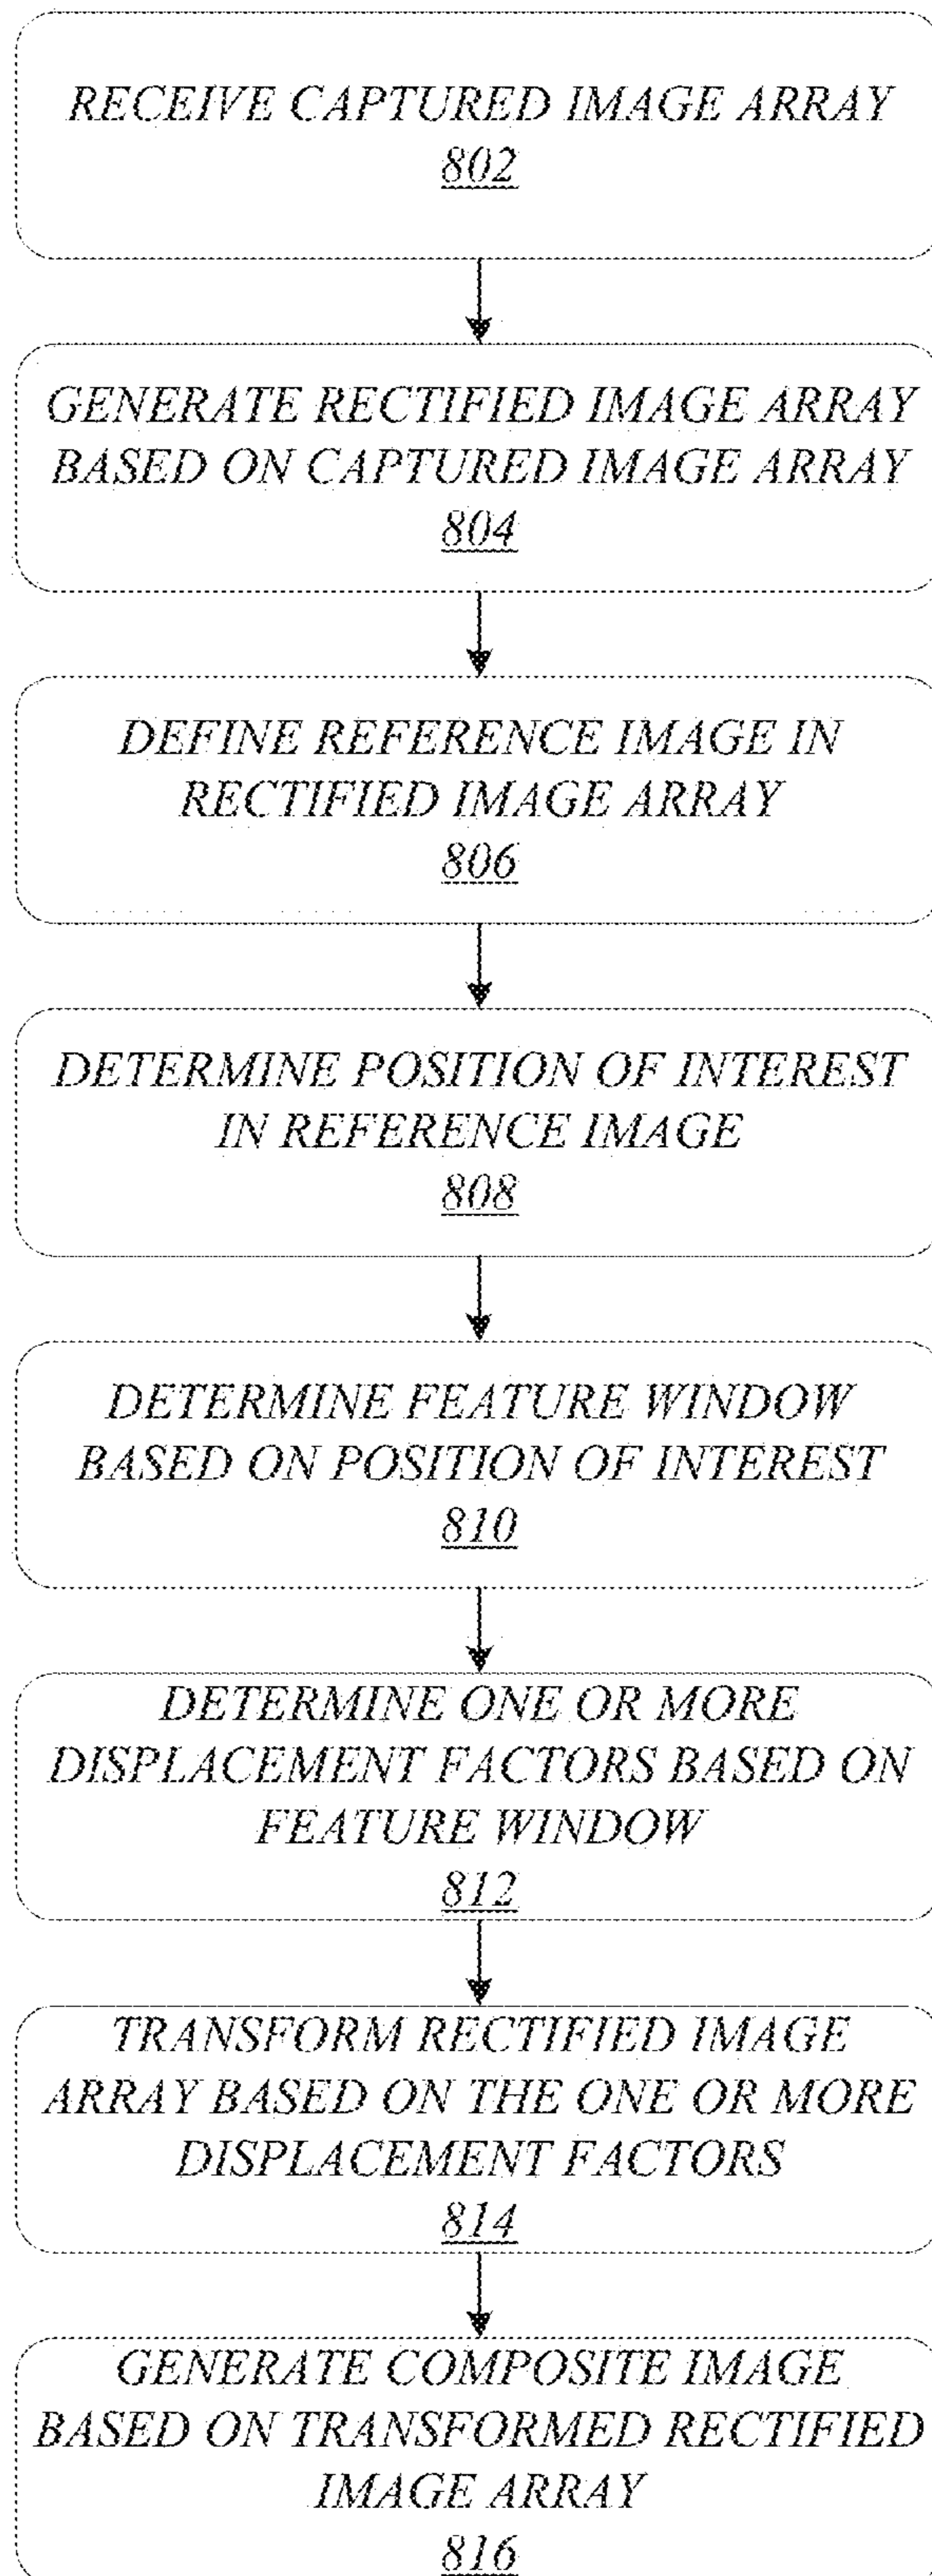 RECEIVE CAPTURED IMAGE ARRAY
802
GENERATE RECTIFIED IMAGE ARRAY
BASED ON CAPTURED IMAGE ARRAY
804
DEFINE REFERENCE IMAGE IN
RECTIFIED IMAGE ARRAY
806
DETERMINE POSITION OF INTEREST
IN REFERENCE IMAGE
808
DETERMINE FEATURE WINDOW
BASED ON POSITION OF INTEREST
810
DETERMINE ONE OR MORE
DISPLACEMENT FACTORS BASED ON
FEATURE WINDOW
812
TRANSFORM RECTIFIED IMAGE
ARRAY BASED ON THE ONE OR MORE
DISPLACEMENT FACTORS
814
GENERATE COMPOSITE IMAGE
BASED ON TRANSFORMED RECTIFIED
IMAGE ARRAY
816